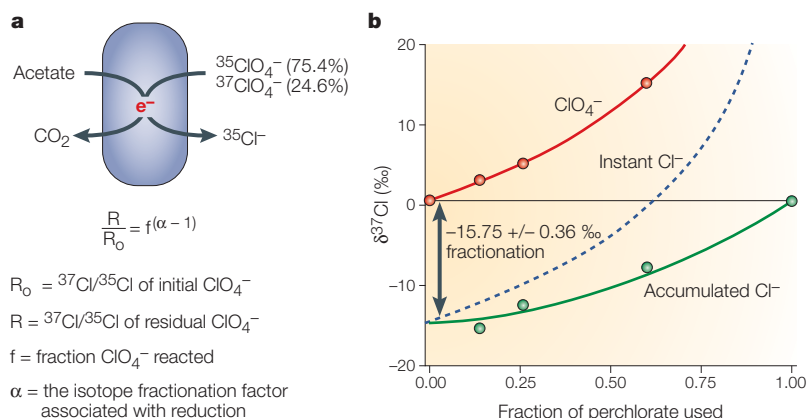 a
Acetate
³⁵ClO₄⁻ (75.4%)
³⁷ClO₄⁻ (24.6%)
e⁻
CO₂
³⁵Cl⁻
R/R₀ = f^(α – 1)
R₀ = ³⁷Cl/³⁵Cl of initial ClO₄⁻
R = ³⁷Cl/³⁵Cl of residual ClO₄⁻
f = fraction ClO₄⁻ reacted
α = the isotope fractionation factor
associated with reduction
b
20
10
0
–10
–20
δ³⁷Cl (‰)
ClO₄⁻
Instant Cl⁻
–15.75 +/– 0.36 ‰
fractionation
Accumulated Cl⁻
0.00
0.25
0.50
0.75
1.00
Fraction of perchlorate used